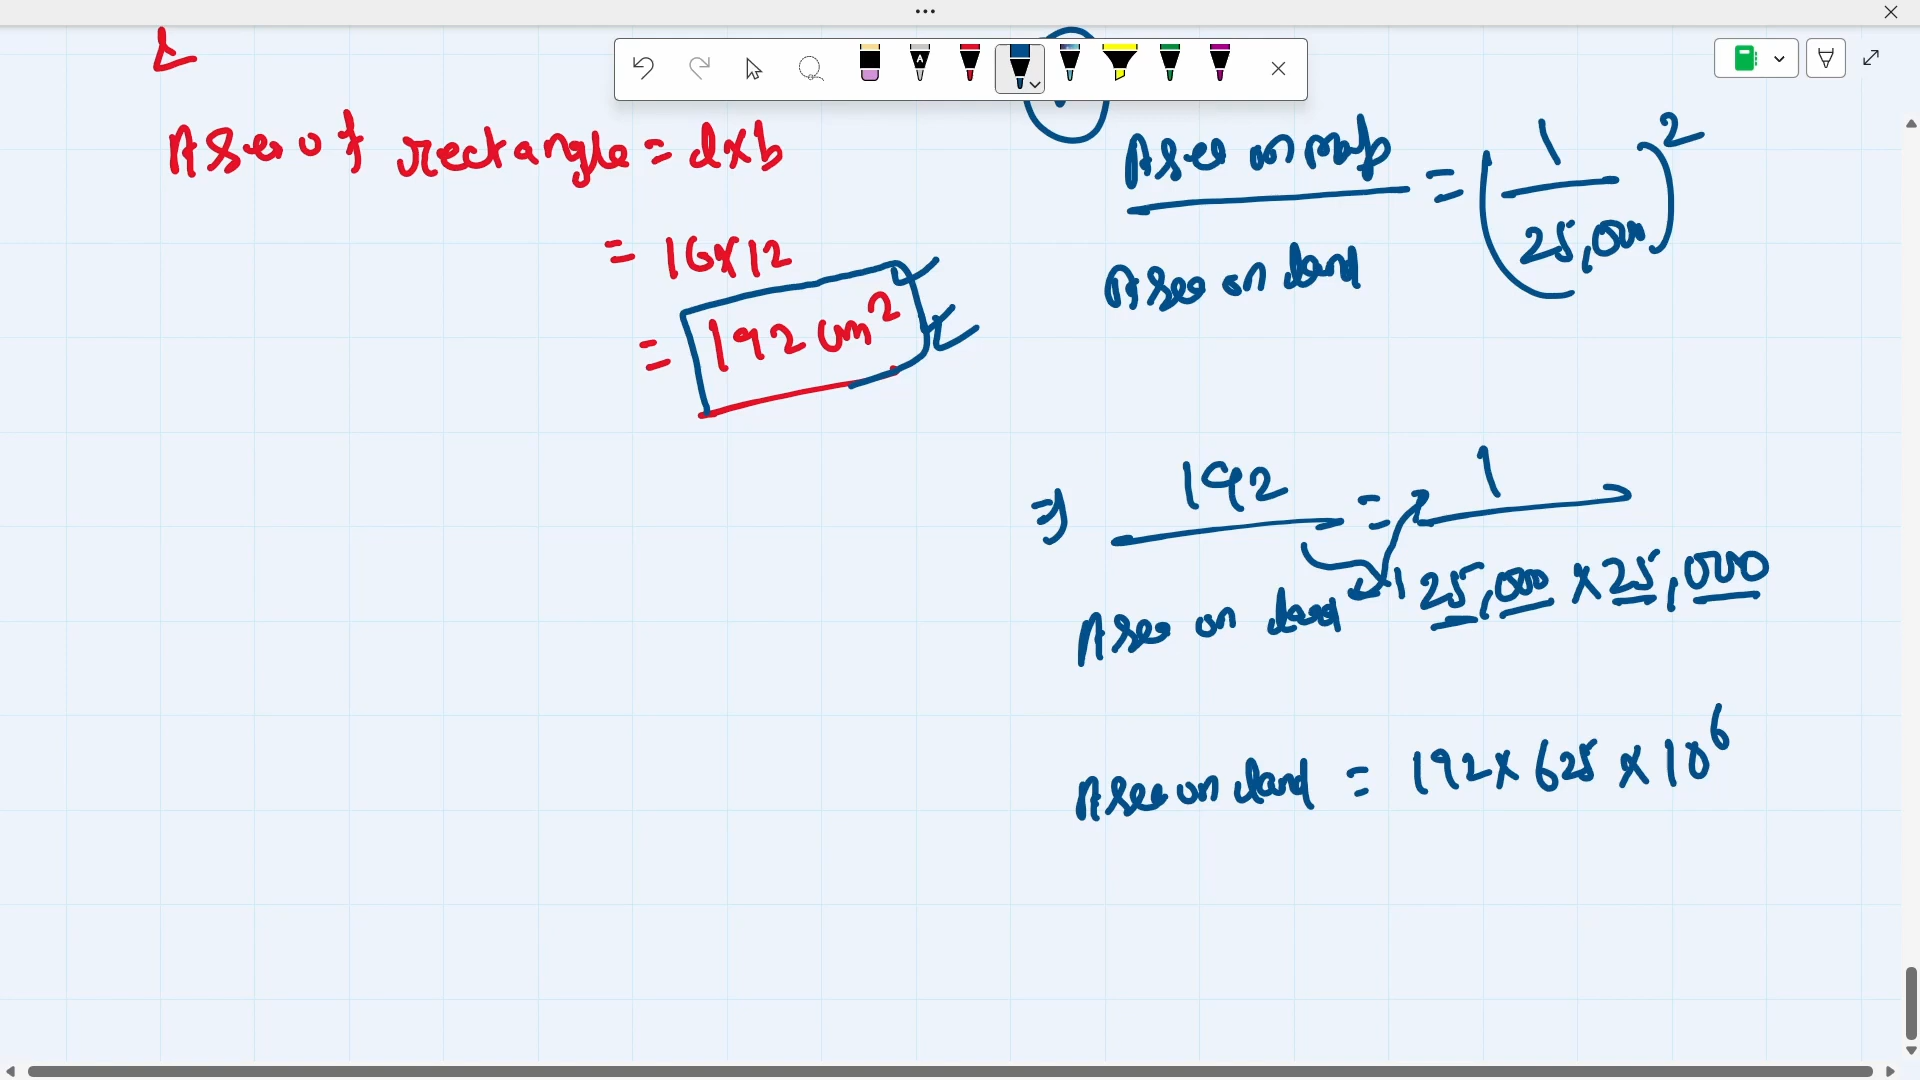 Area of rectangle = l×b
= 16×12
= 192 cm²
Area on map / Area on land = (1 / 25,000)²
⇒ 192 / Area on land = 1 / 25,000 × 25,000
Area on land = 192 × 625 × 10⁶